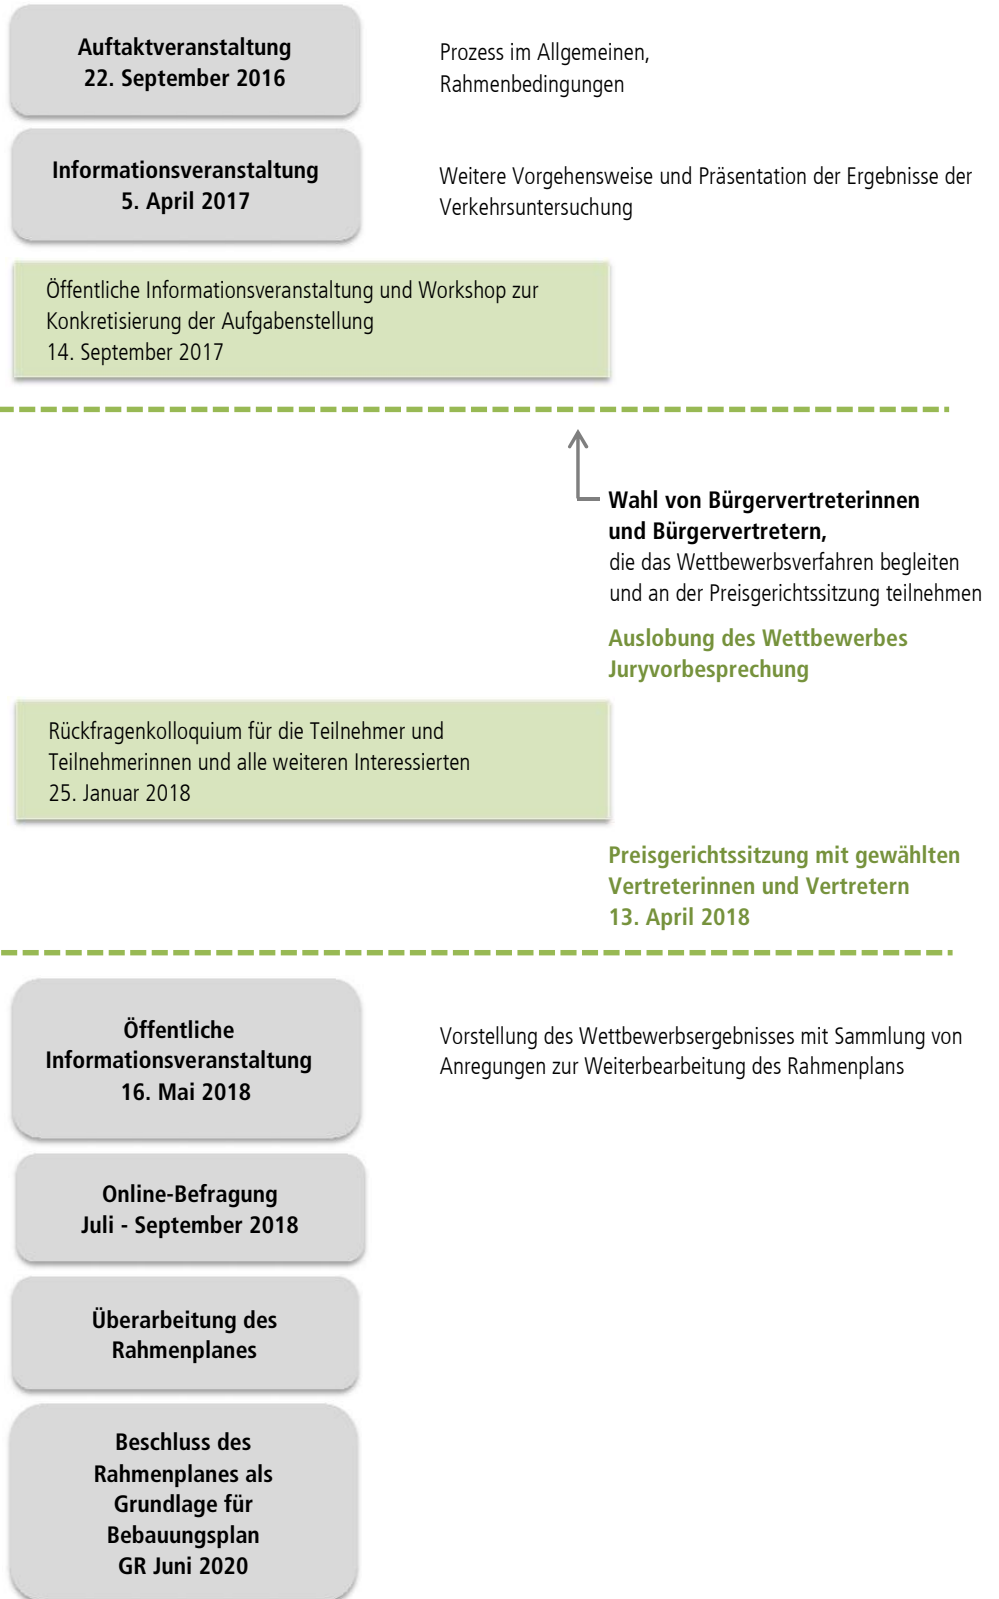 Auftaktveranstaltung
22. September 2016
Prozess im Allgemeinen,
Rahmenbedingungen
Informationsveranstaltung
5. April 2017
Weitere Vorgehensweise und Präsentation der Ergebnisse der
Verkehrsuntersuchung
Öffentliche Informationsveranstaltung und Workshop zur
Konkretisierung der Aufgabenstellung
14. September 2017
Wahl von Bürgervertreterinnen
und Bürgervertretern,
die das Wettbewerbsverfahren begleiten
und an der Preisgerichtssitzung teilnehmen
Auslobung des Wettbewerbes
Juryvorbesprechung
Rückfragenkolloquium für die Teilnehmer und
Teilnehmerinnen und alle weiteren Interessierten
25. Januar 2018
Preisgerichtssitzung mit gewählten
Vertreterinnen und Vertretern
13. April 2018
Öffentliche
Informationsveranstaltung
16. Mai 2018
Vorstellung des Wettbewerbsergebnisses mit Sammlung von
Anregungen zur Weiterbearbeitung des Rahmenplans
Online-Befragung
Juli - September 2018
Überarbeitung des
Rahmenplanes
Beschluss des
Rahmenplanes als
Grundlage für
Bebauungsplan
GR Juni 2020